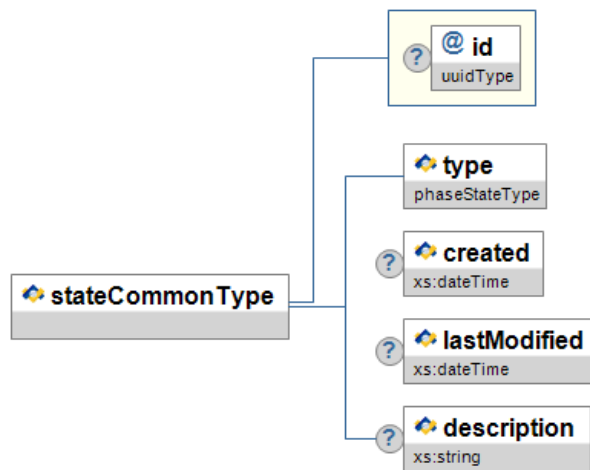 @ id
uuidType
?
type
phaseStateType
?
created
xs:dateTime
stateCommonType
?
lastModified
xs:dateTime
?
description
xs:string